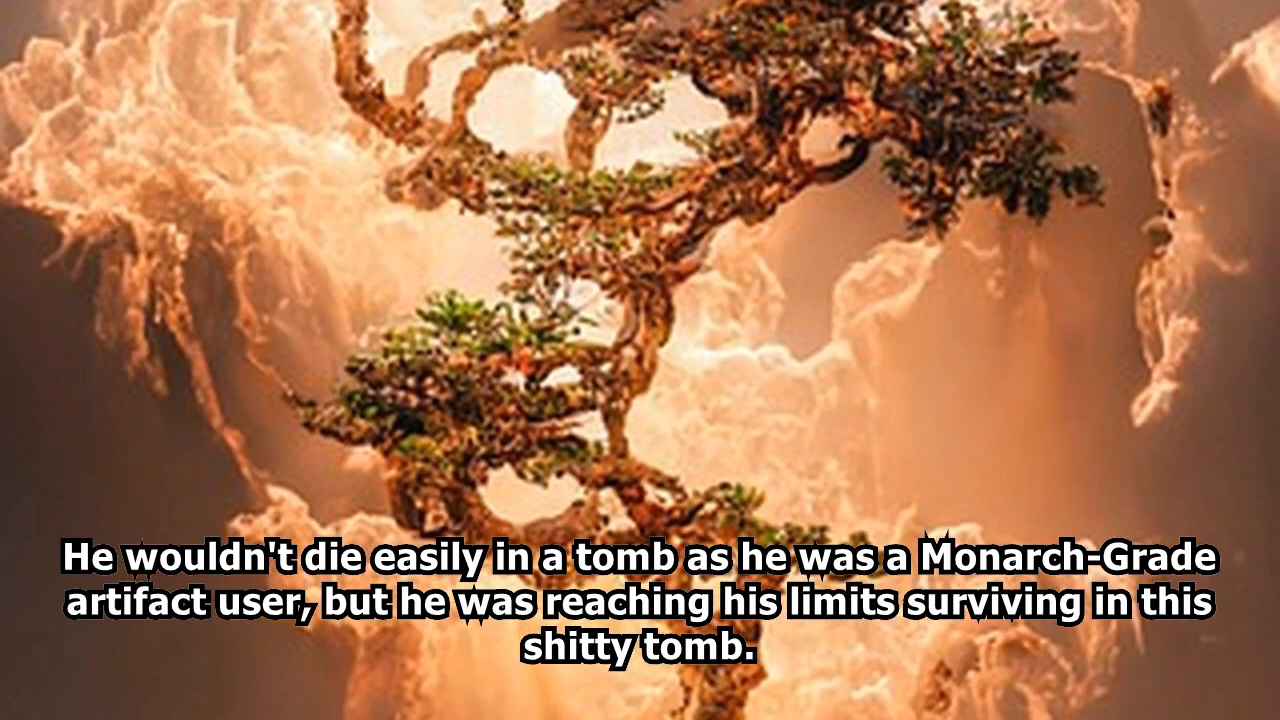 He wouldn't die easily in a tomb as he was a Monarch-Grade
artifact user, but he was reaching his limits surviving in this
shitty tomb.